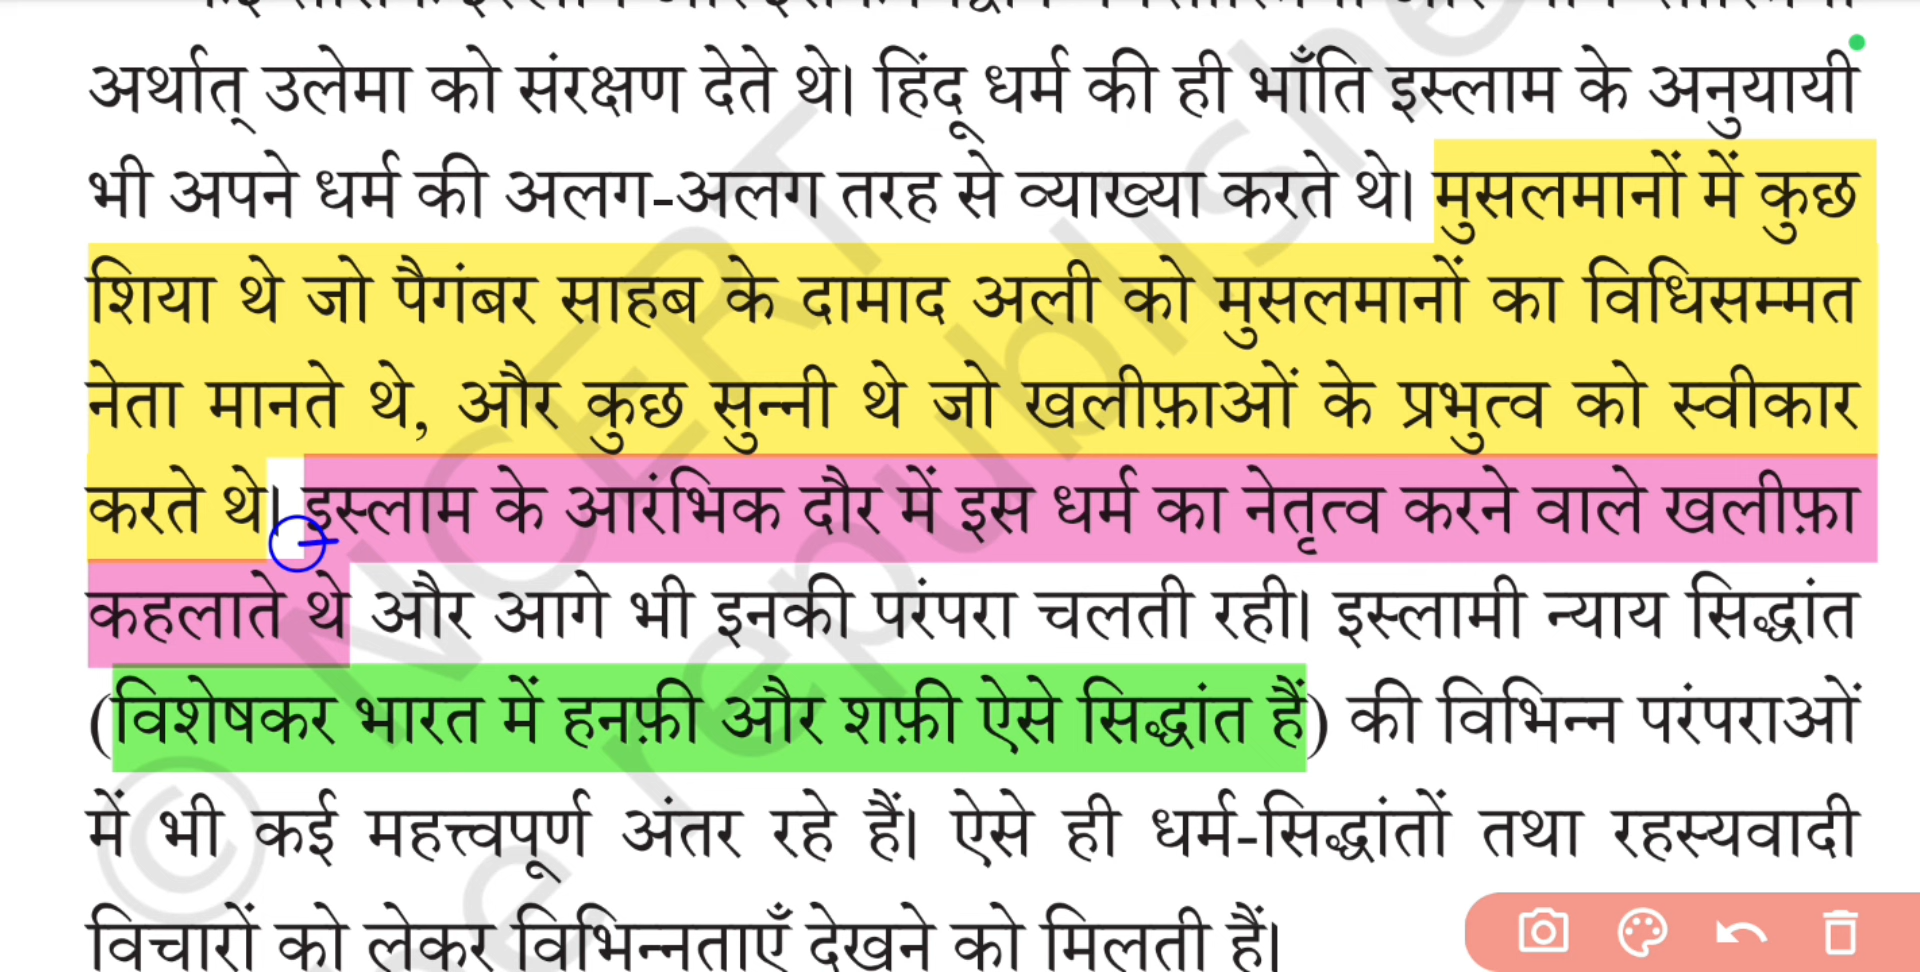 अर्थात् उलेमा को संरक्षण देते थे। हिंदू धर्म की ही भाँति इस्लाम के अनुयायी
भी अपने धर्म की अलग-अलग तरह से व्याख्या करते थे। मुसलमानों में कुछ
शिया थे जो पैगंबर साहब के दामाद अली को मुसलमानों का विधिसम्मत
नेता मानते थे, और कुछ सुन्नी थे जो खलीफ़ाओं के प्रभुत्व को स्वीकार
करते थे। इस्लाम के आरंभिक दौर में इस धर्म का नेतृत्व करने वाले खलीफ़ा
कहलाते थे और आगे भी इनकी परंपरा चलती रही। इस्लामी न्याय सिद्धांत
(विशेषकर भारत में हनफ़ी और शफ़ी ऐसे सिद्धांत हैं) की विभिन्न परंपराओं
में भी कई महत्त्वपूर्ण अंतर रहे हैं। ऐसे ही धर्म-सिद्धांतों तथा रहस्यवादी
विचारों को लेकर विभिन्नताएँ देखने को मिलती हैं।
© NCERT
republishe